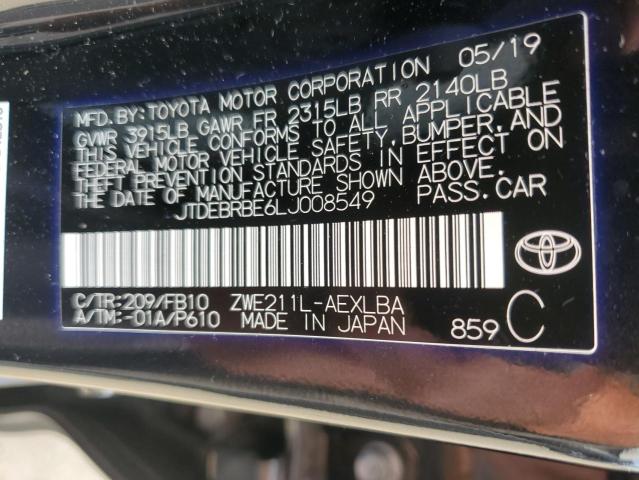 05/19
MFD. BY: TOYOTA MOTOR CORPORATION
GVWR 3915LB GAWR FR 2315LB RR 2140LB
THIS VEHICLE CONFORMS TO ALL APPLICABLE
FEDERAL MOTOR VEHICLE SAFETY, BUMPER, AND
THEFT PREVENTION STANDARDS IN EFFECT ON
THE DATE OF MANUFACTURE SHOWN ABOVE.
JTDEBRBE6LJ008549 PASS. CAR
C/TR: 209/FB10 ZWE211L-AEXLBA
A/TM: -01A/P610 MADE IN JAPAN 859 C